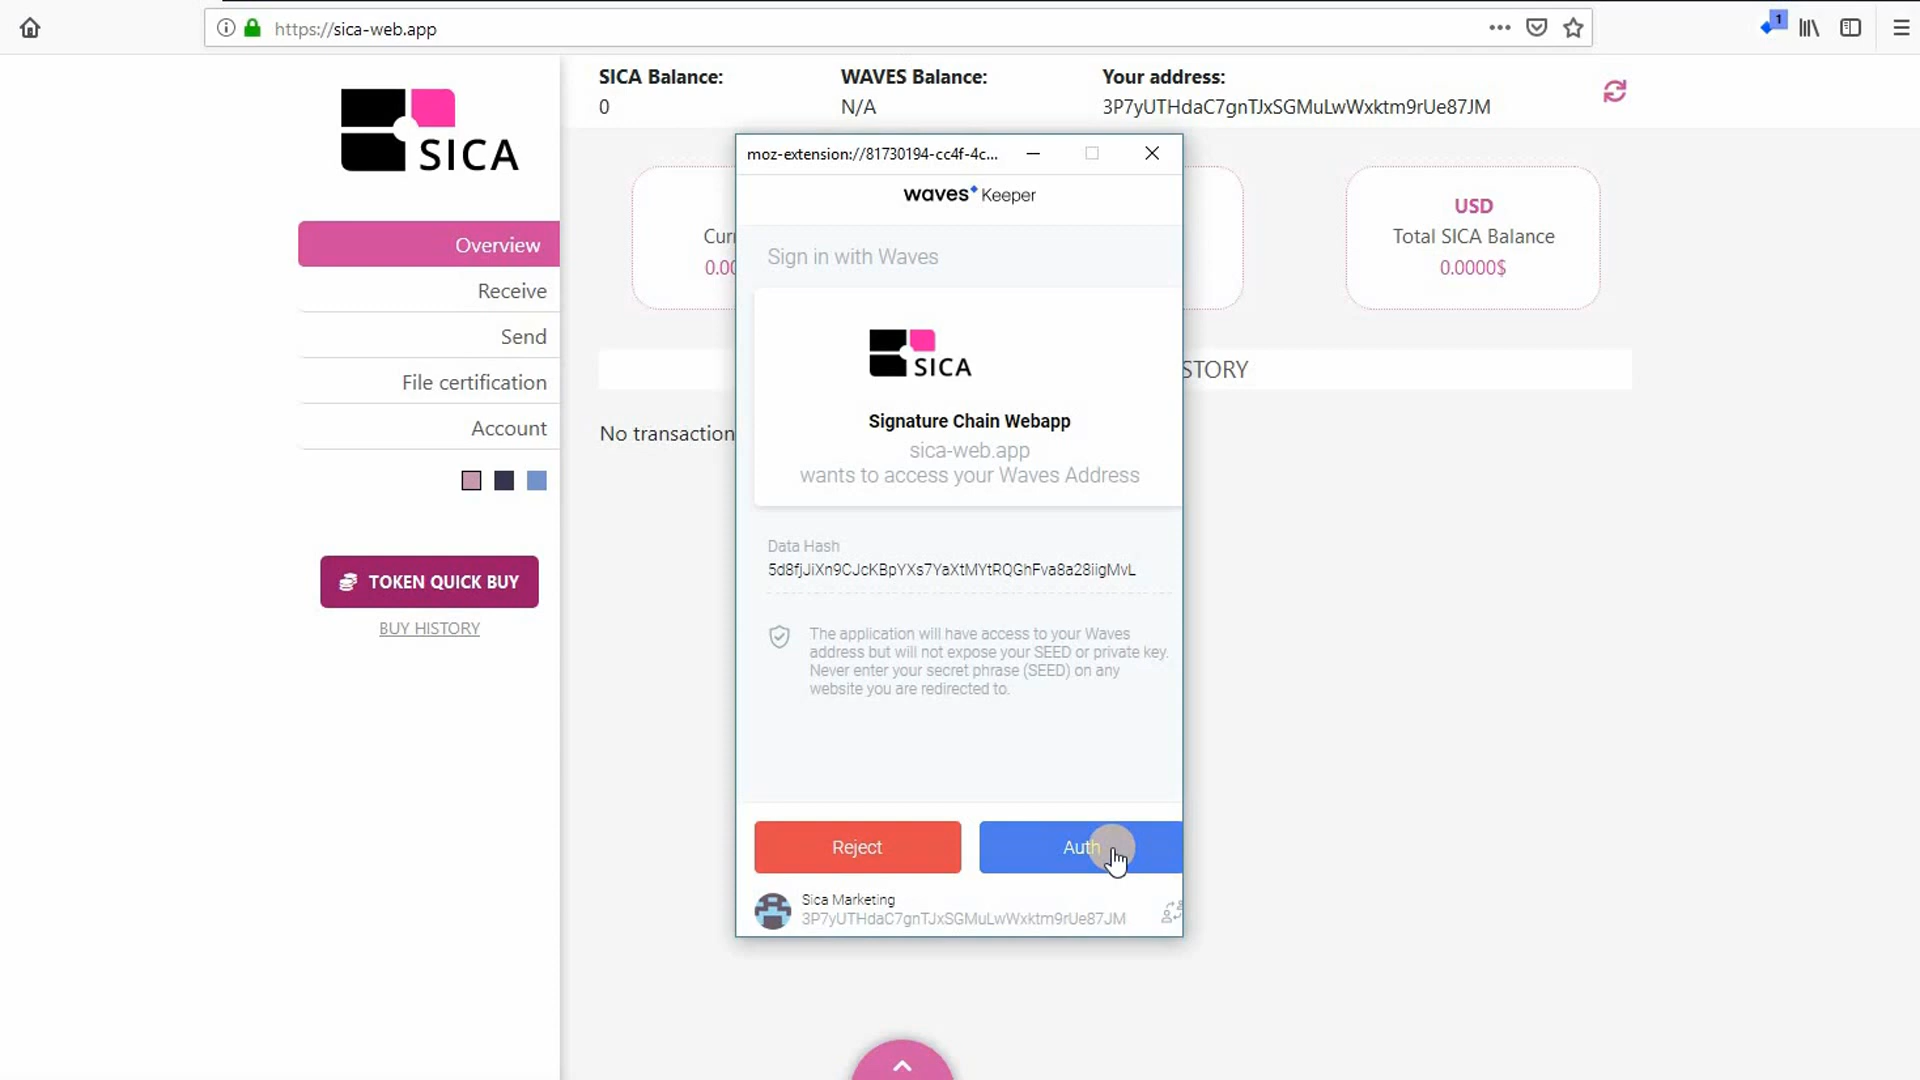 https://sica-web.app
1
SICA
Overview
Receive
Send
File certification
Account
TOKEN QUICK BUY
BUY HISTORY
SICA Balance:
0
WAVES Balance:
N/A
Your address:
3P7yUTHdaC7gnTJxSGMuLwWxktm9rUe87JM
Curr
0.00
USD
Total SICA Balance
0.0000$
STORY
No transaction
moz-extension://81730194-cc4f-4c...
waves Keeper
Sign in with Waves
SICA
Signature Chain Webapp
sica-web.app
wants to access your Waves Address
Data Hash
5d8fjJiXn9CJcKBpYXs7YaXtMYtRQGhFva8a28iigMvL
The application will have access to your Waves
address but will not expose your SEED or private key.
Never enter your secret phrase (SEED) on any
website you are redirected to.
Reject
Auth
Sica Marketing
3P7yUTHdaC7gnTJxSGMuLwWxktm9rUe87JM